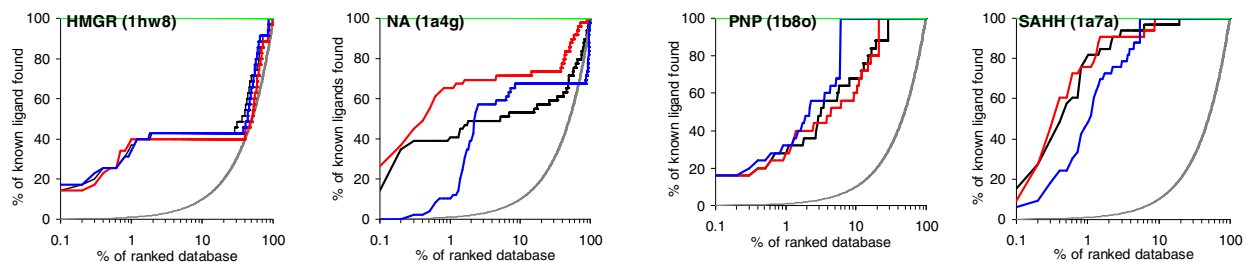 HMGR (1hw8)
% of known ligand found
100
80
60
40
20
0
0.1 1 10 100
% of ranked database
NA (1a4g)
% of known ligands found
100
80
60
40
20
0
0.1 1 10 100
% of ranked database
PNP (1b8o)
% of known ligand found
100
80
60
40
20
0
0.1 1 10 100
% of ranked database
SAHH (1a7a)
% of known ligand found
100
80
60
40
20
0
0.1 1 10 100
% of ranked database